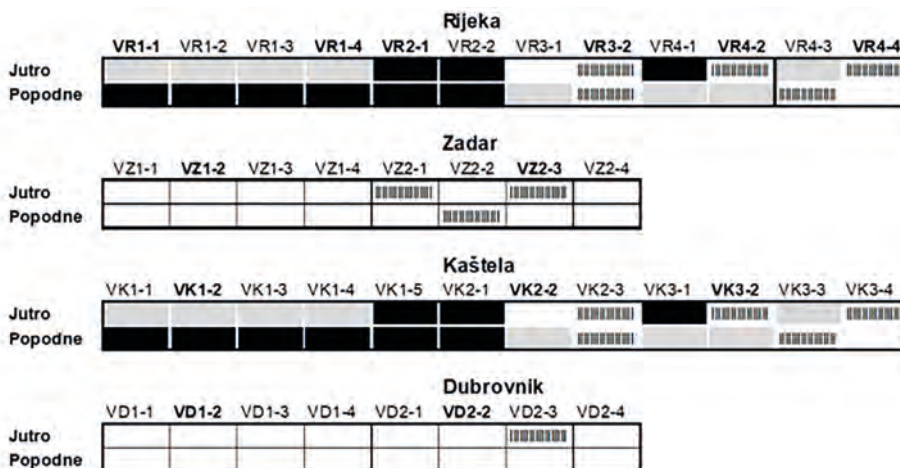 Rijeka
VR1-1 VR1-2 VR1-3 VR1-4 VR2-1 VR2-2 VR3-1 VR3-2 VR4-1 VR4-2 VR4-3 VR4-4
Jutro
Popodne
Zadar
VZ1-1 VZ1-2 VZ1-3 VZ1-4 VZ2-1 VZ2-2 VZ2-3 VZ2-4
Jutro
Popodne
Kaštela
VK1-1 VK1-2 VK1-3 VK1-4 VK1-5 VK2-1 VK2-2 VK2-3 VK3-1 VK3-2 VK3-3 VK3-4
Jutro
Popodne
Dubrovnik
VD1-1 VD1-2 VD1-3 VD1-4 VD2-1 VD2-2 VD2-3 VD2-4
Jutro
Popodne